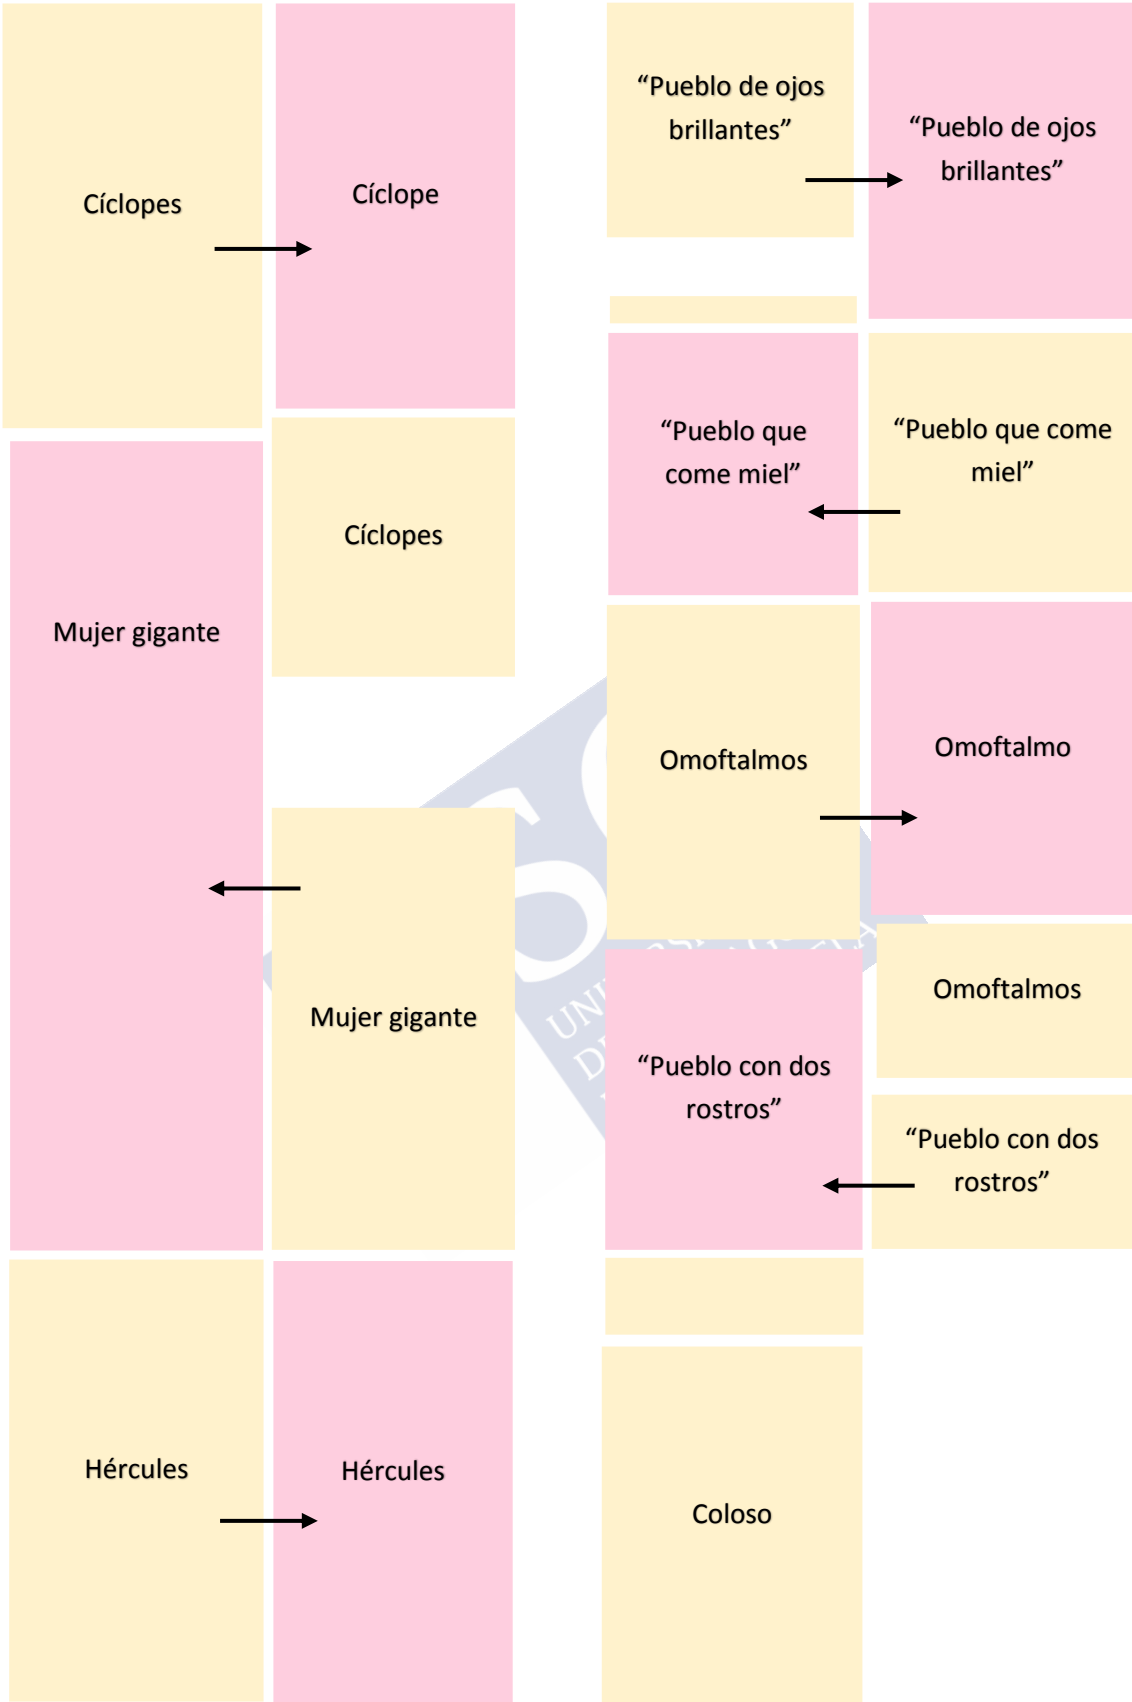 Cíclopes
Cíclope
Cíclopes
Mujer gigante
Mujer gigante
Hércules
Hércules
“Pueblo de ojos
brillantes”
“Pueblo de ojos
brillantes”
“Pueblo que
come miel”
“Pueblo que come
miel”
Omoftalmos
Omoftalmo
Omoftalmos
“Pueblo con dos
rostros”
“Pueblo con dos
rostros”
Coloso